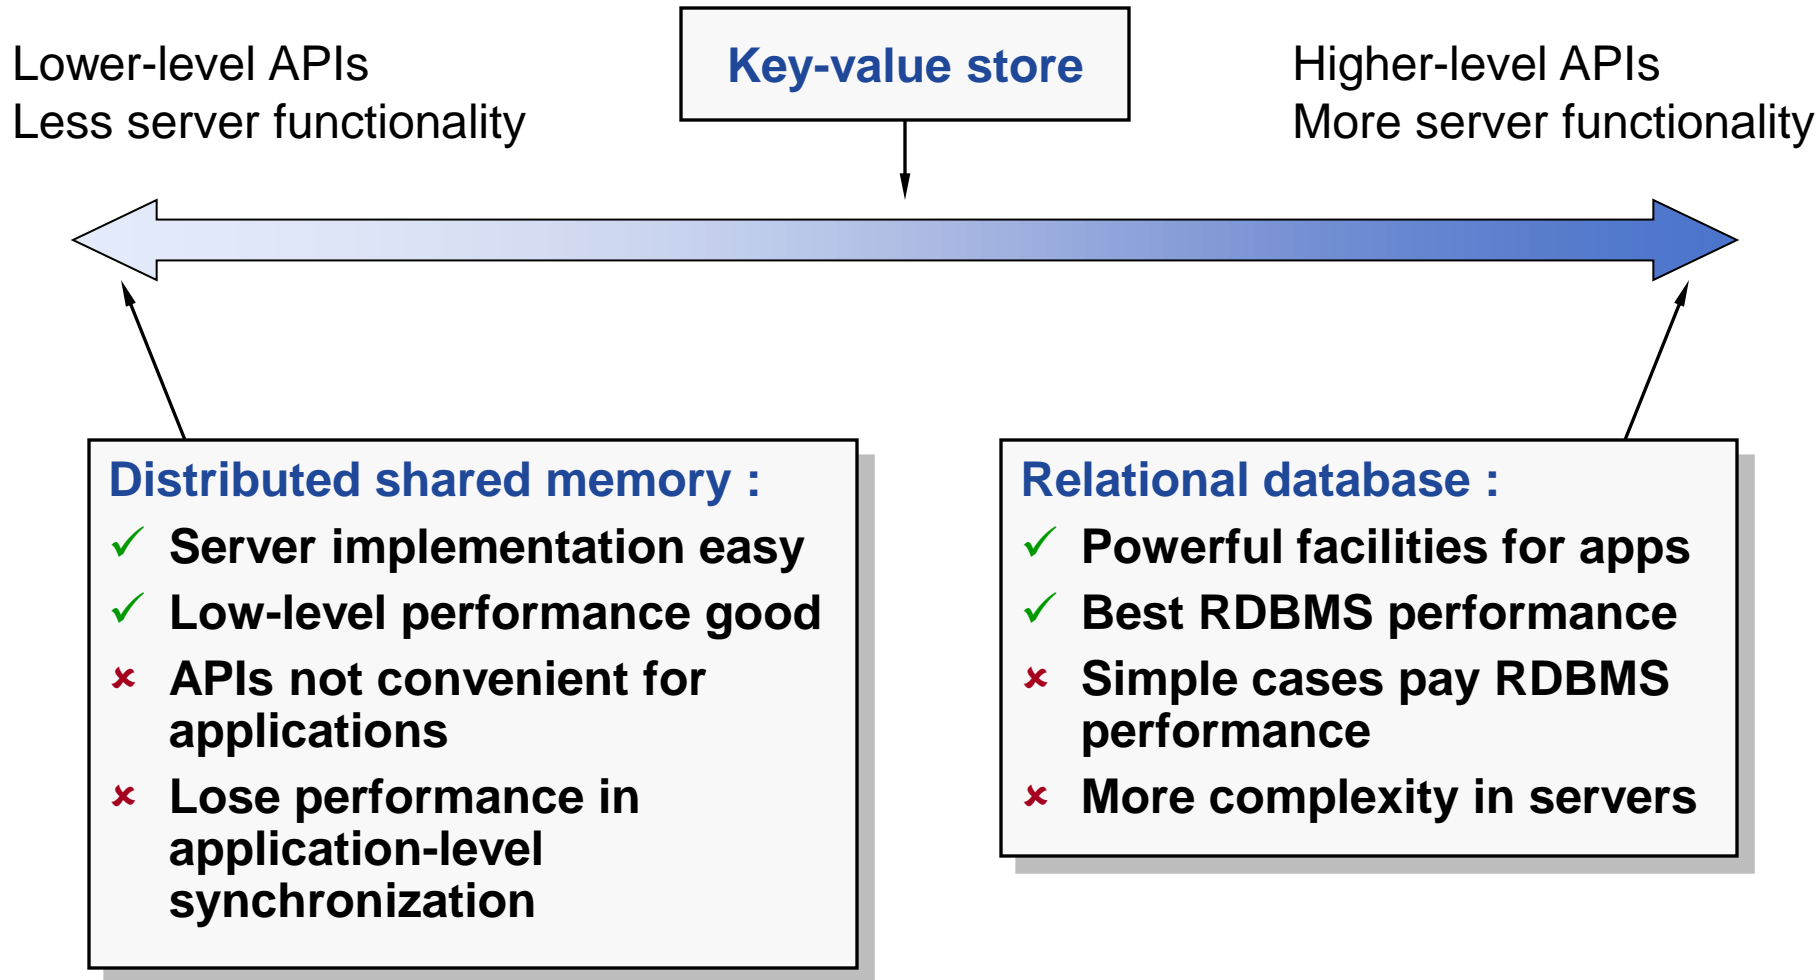 Lower-level APIs
Less server functionality
Key-value store
Higher-level APIs
More server functionality
Distributed shared memory :
✓ Server implementation easy
✓ Low-level performance good
✗ APIs not convenient for
applications
✗ Lose performance in
application-level
synchronization
Relational database :
✓ Powerful facilities for apps
✓ Best RDBMS performance
✗ Simple cases pay RDBMS
performance
✗ More complexity in servers